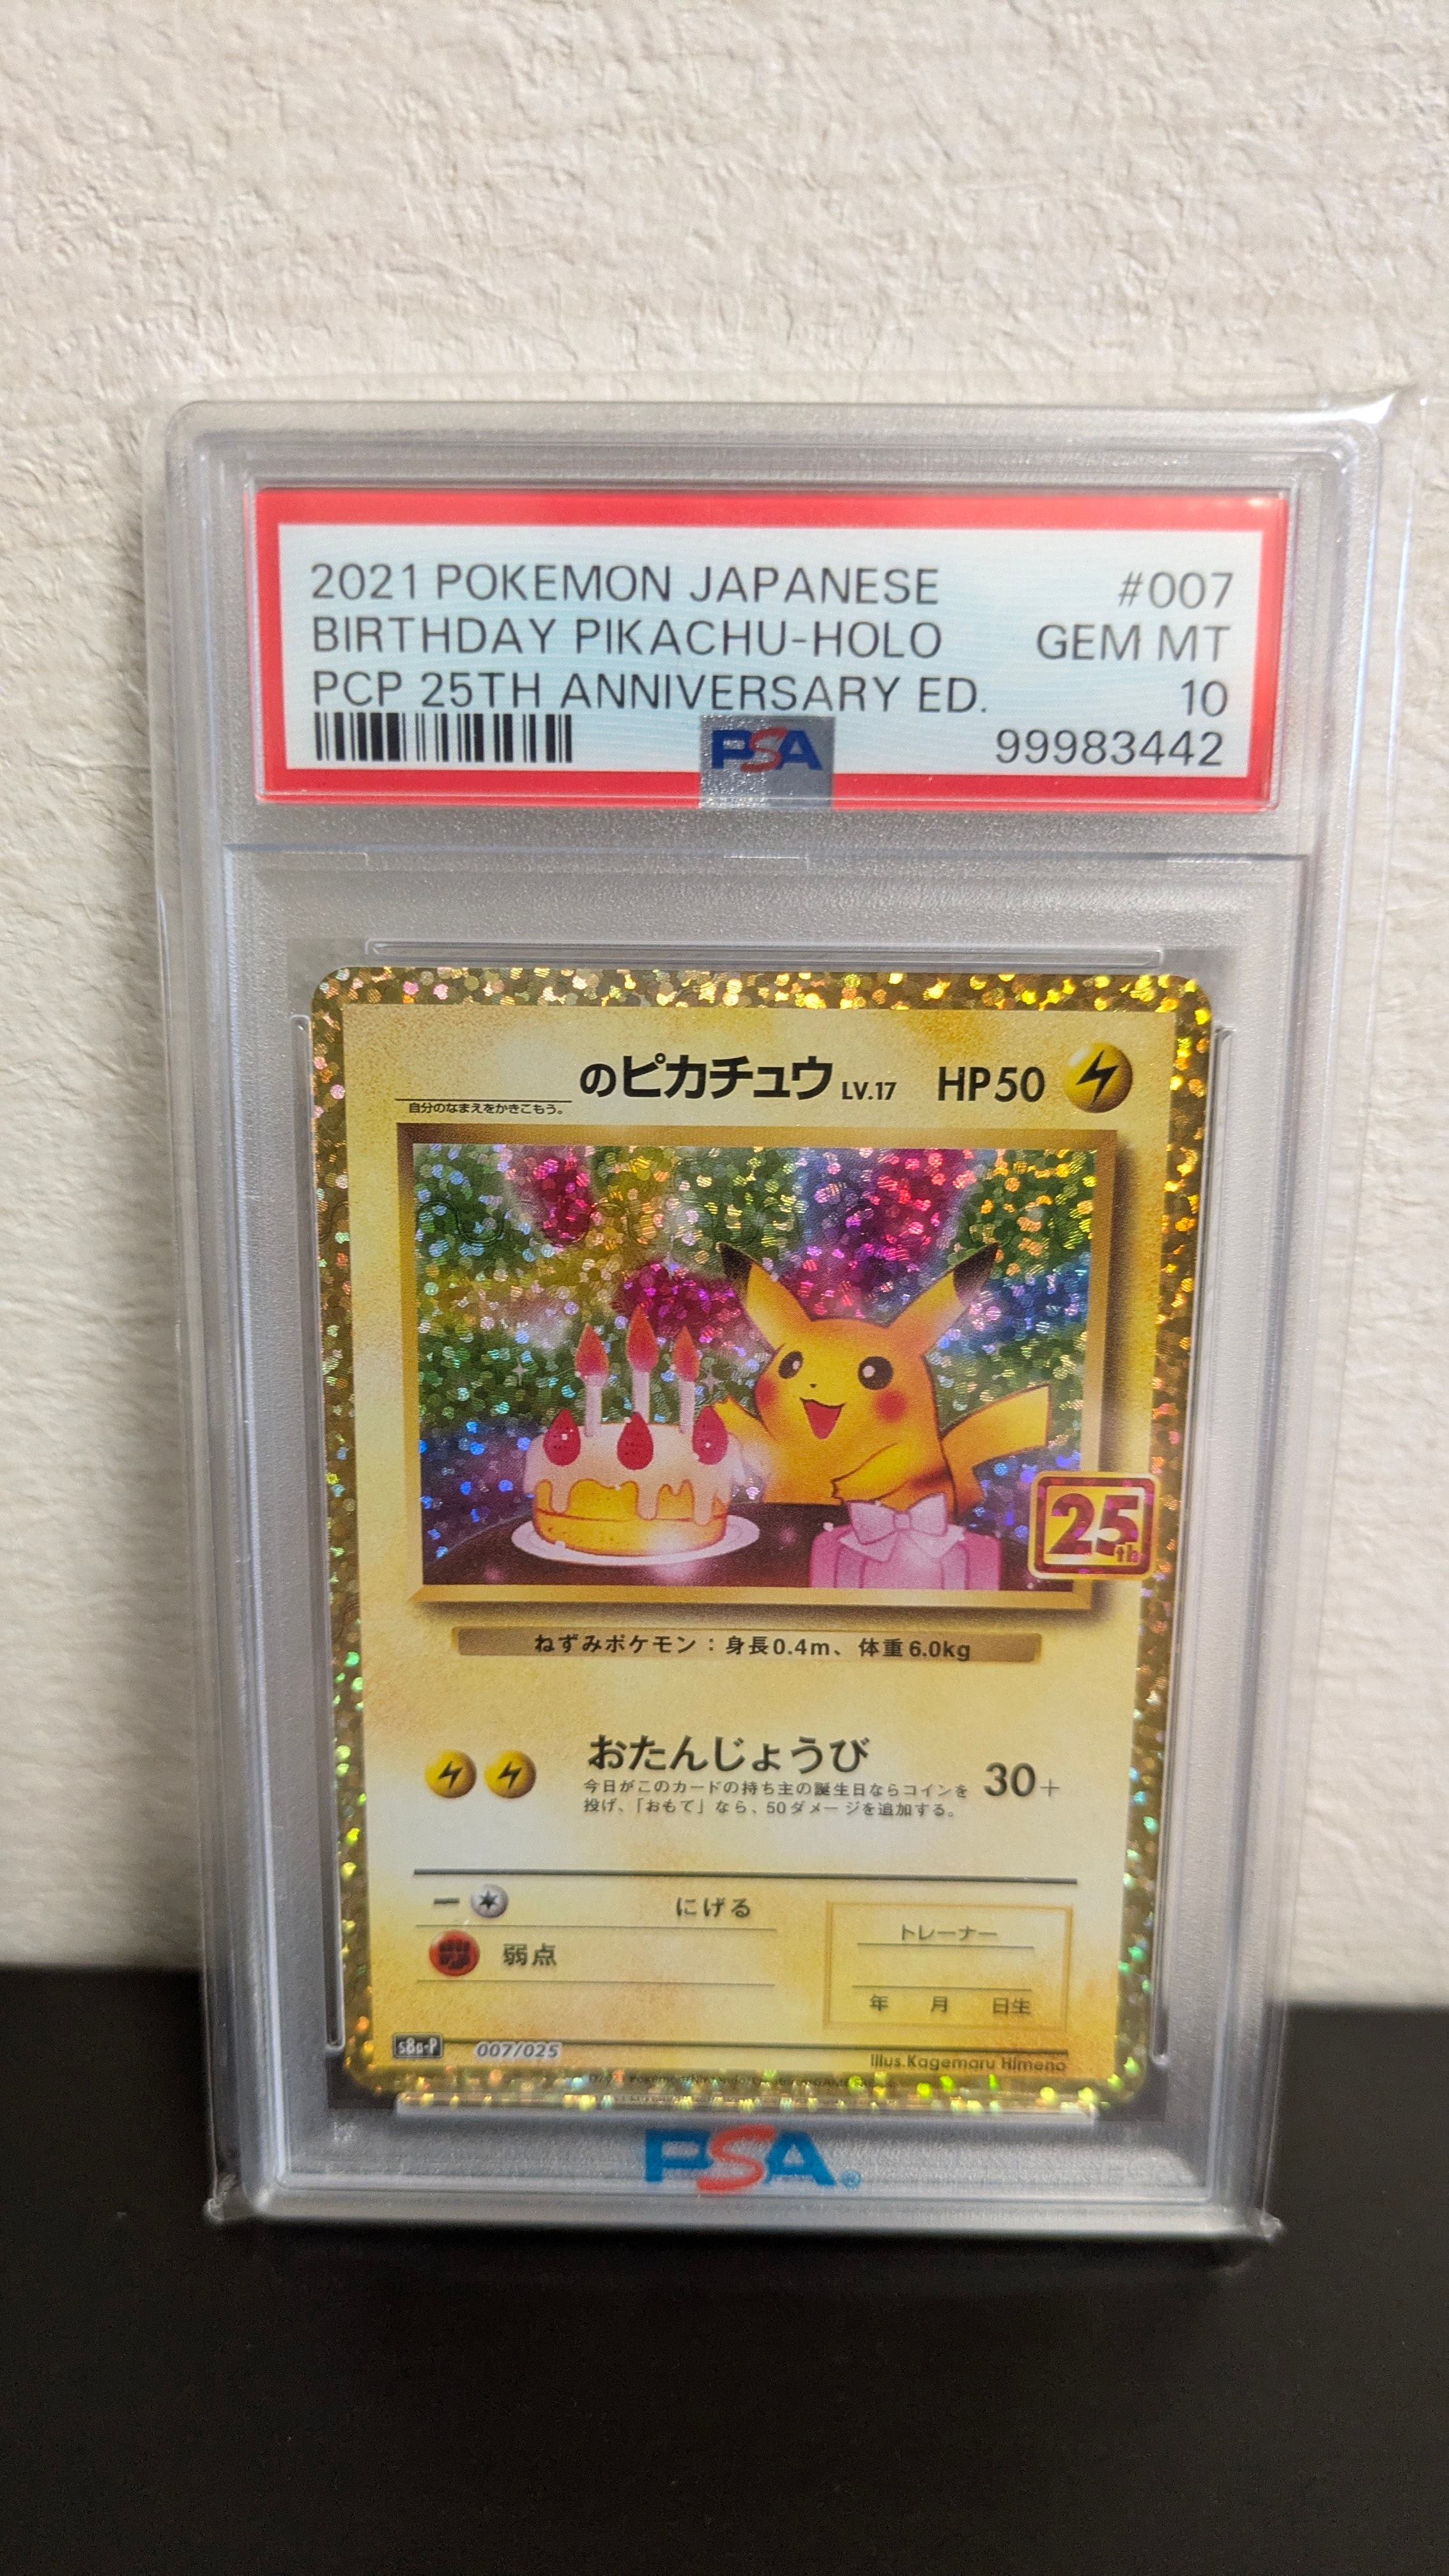 2021 POKEMON JAPANESE #007
BIRTHDAY PIKACHU-HOLO GEM MT
PCP 25TH ANNIVERSARY ED. 10
PSA 99983442
のピカチュウ LV.17 HP50
自分のなまえをかきこもう。
25th
ねずみポケモン：身長0.4m、体重6.0kg
おたんじょうび 30+
今日がこのカードの持ち主の誕生日ならコインを
投げ、「おもて」なら、50ダメージを追加する。
ー にげる
弱点
トレーナー
年 月 日生
s8a-P 007/025
Illus.Kagemaru Himeno
PSA®